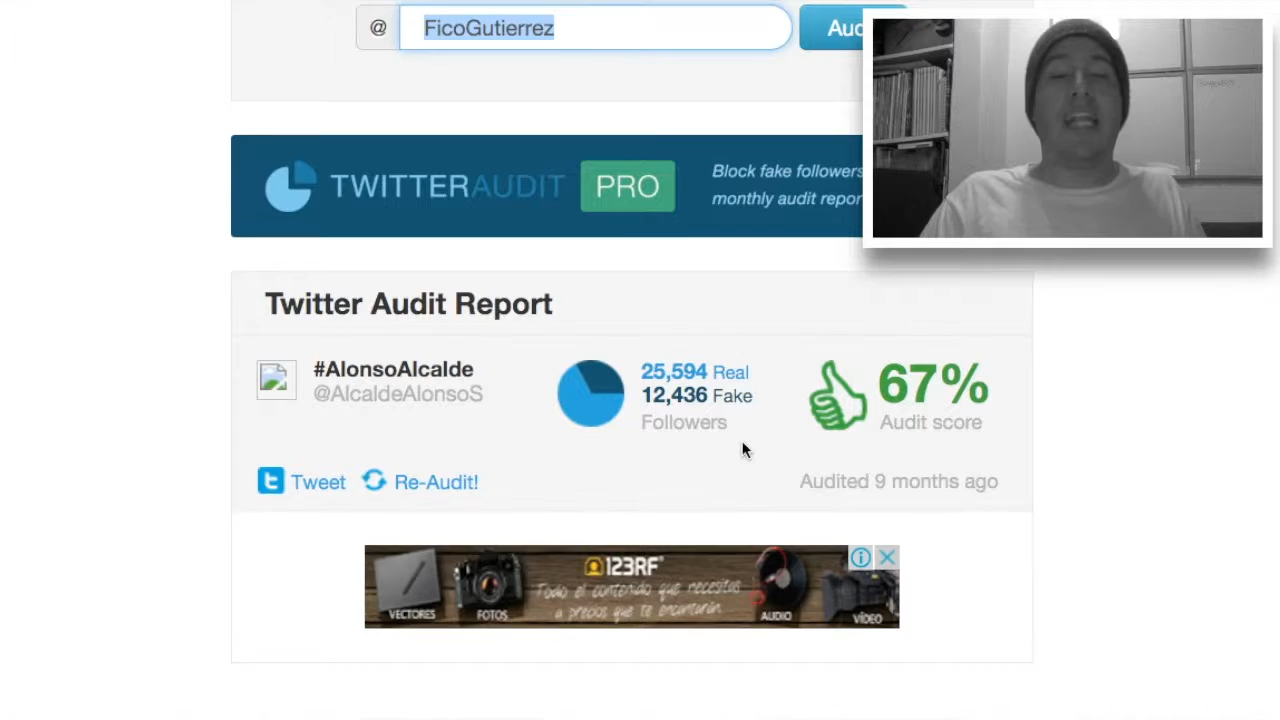 @ FicoGutierrez
TWITTERAUDIT PRO
Block fake followers
monthly audit repor
Twitter Audit Report
#AlonsoAlcalde
@AlcaldeAlonsoS
25,594 Real
12,436 Fake
Followers
67%
Audit score
Tweet Re-Audit!
Audited 9 months ago
123RF
Todo el contenido que necesitas
a precios que te encantarán
VECTORES FOTOS AUDIO VÍDEO